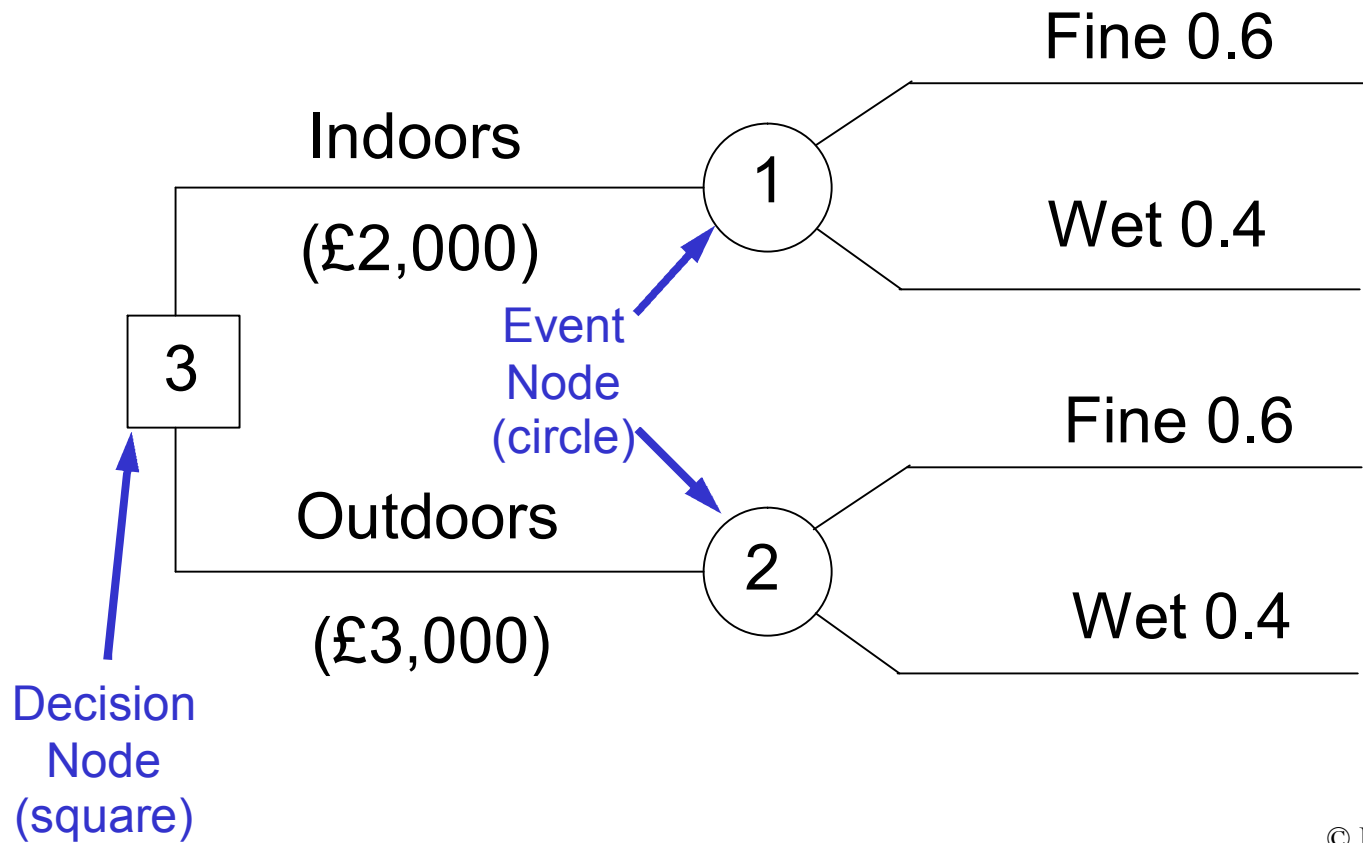 Fine 0.6
Indoors
1
Wet 0.4
(£2,000)
Event
Node
(circle)
3
Fine 0.6
Outdoors
2
Wet 0.4
(£3,000)
Decision
Node
(square)
©